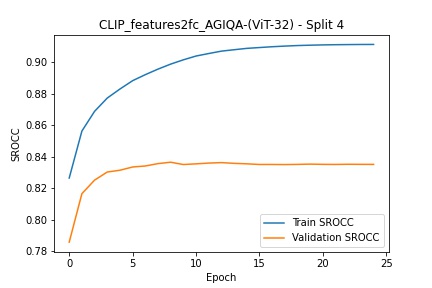 CLIP_features2fc_AGIQA-(ViT-32) - Split 4
SROCC
0.90
0.88
0.86
0.84
0.82
0.80
0.78
Train SROCC
Validation SROCC
0 5 10 15 20 25
Epoch